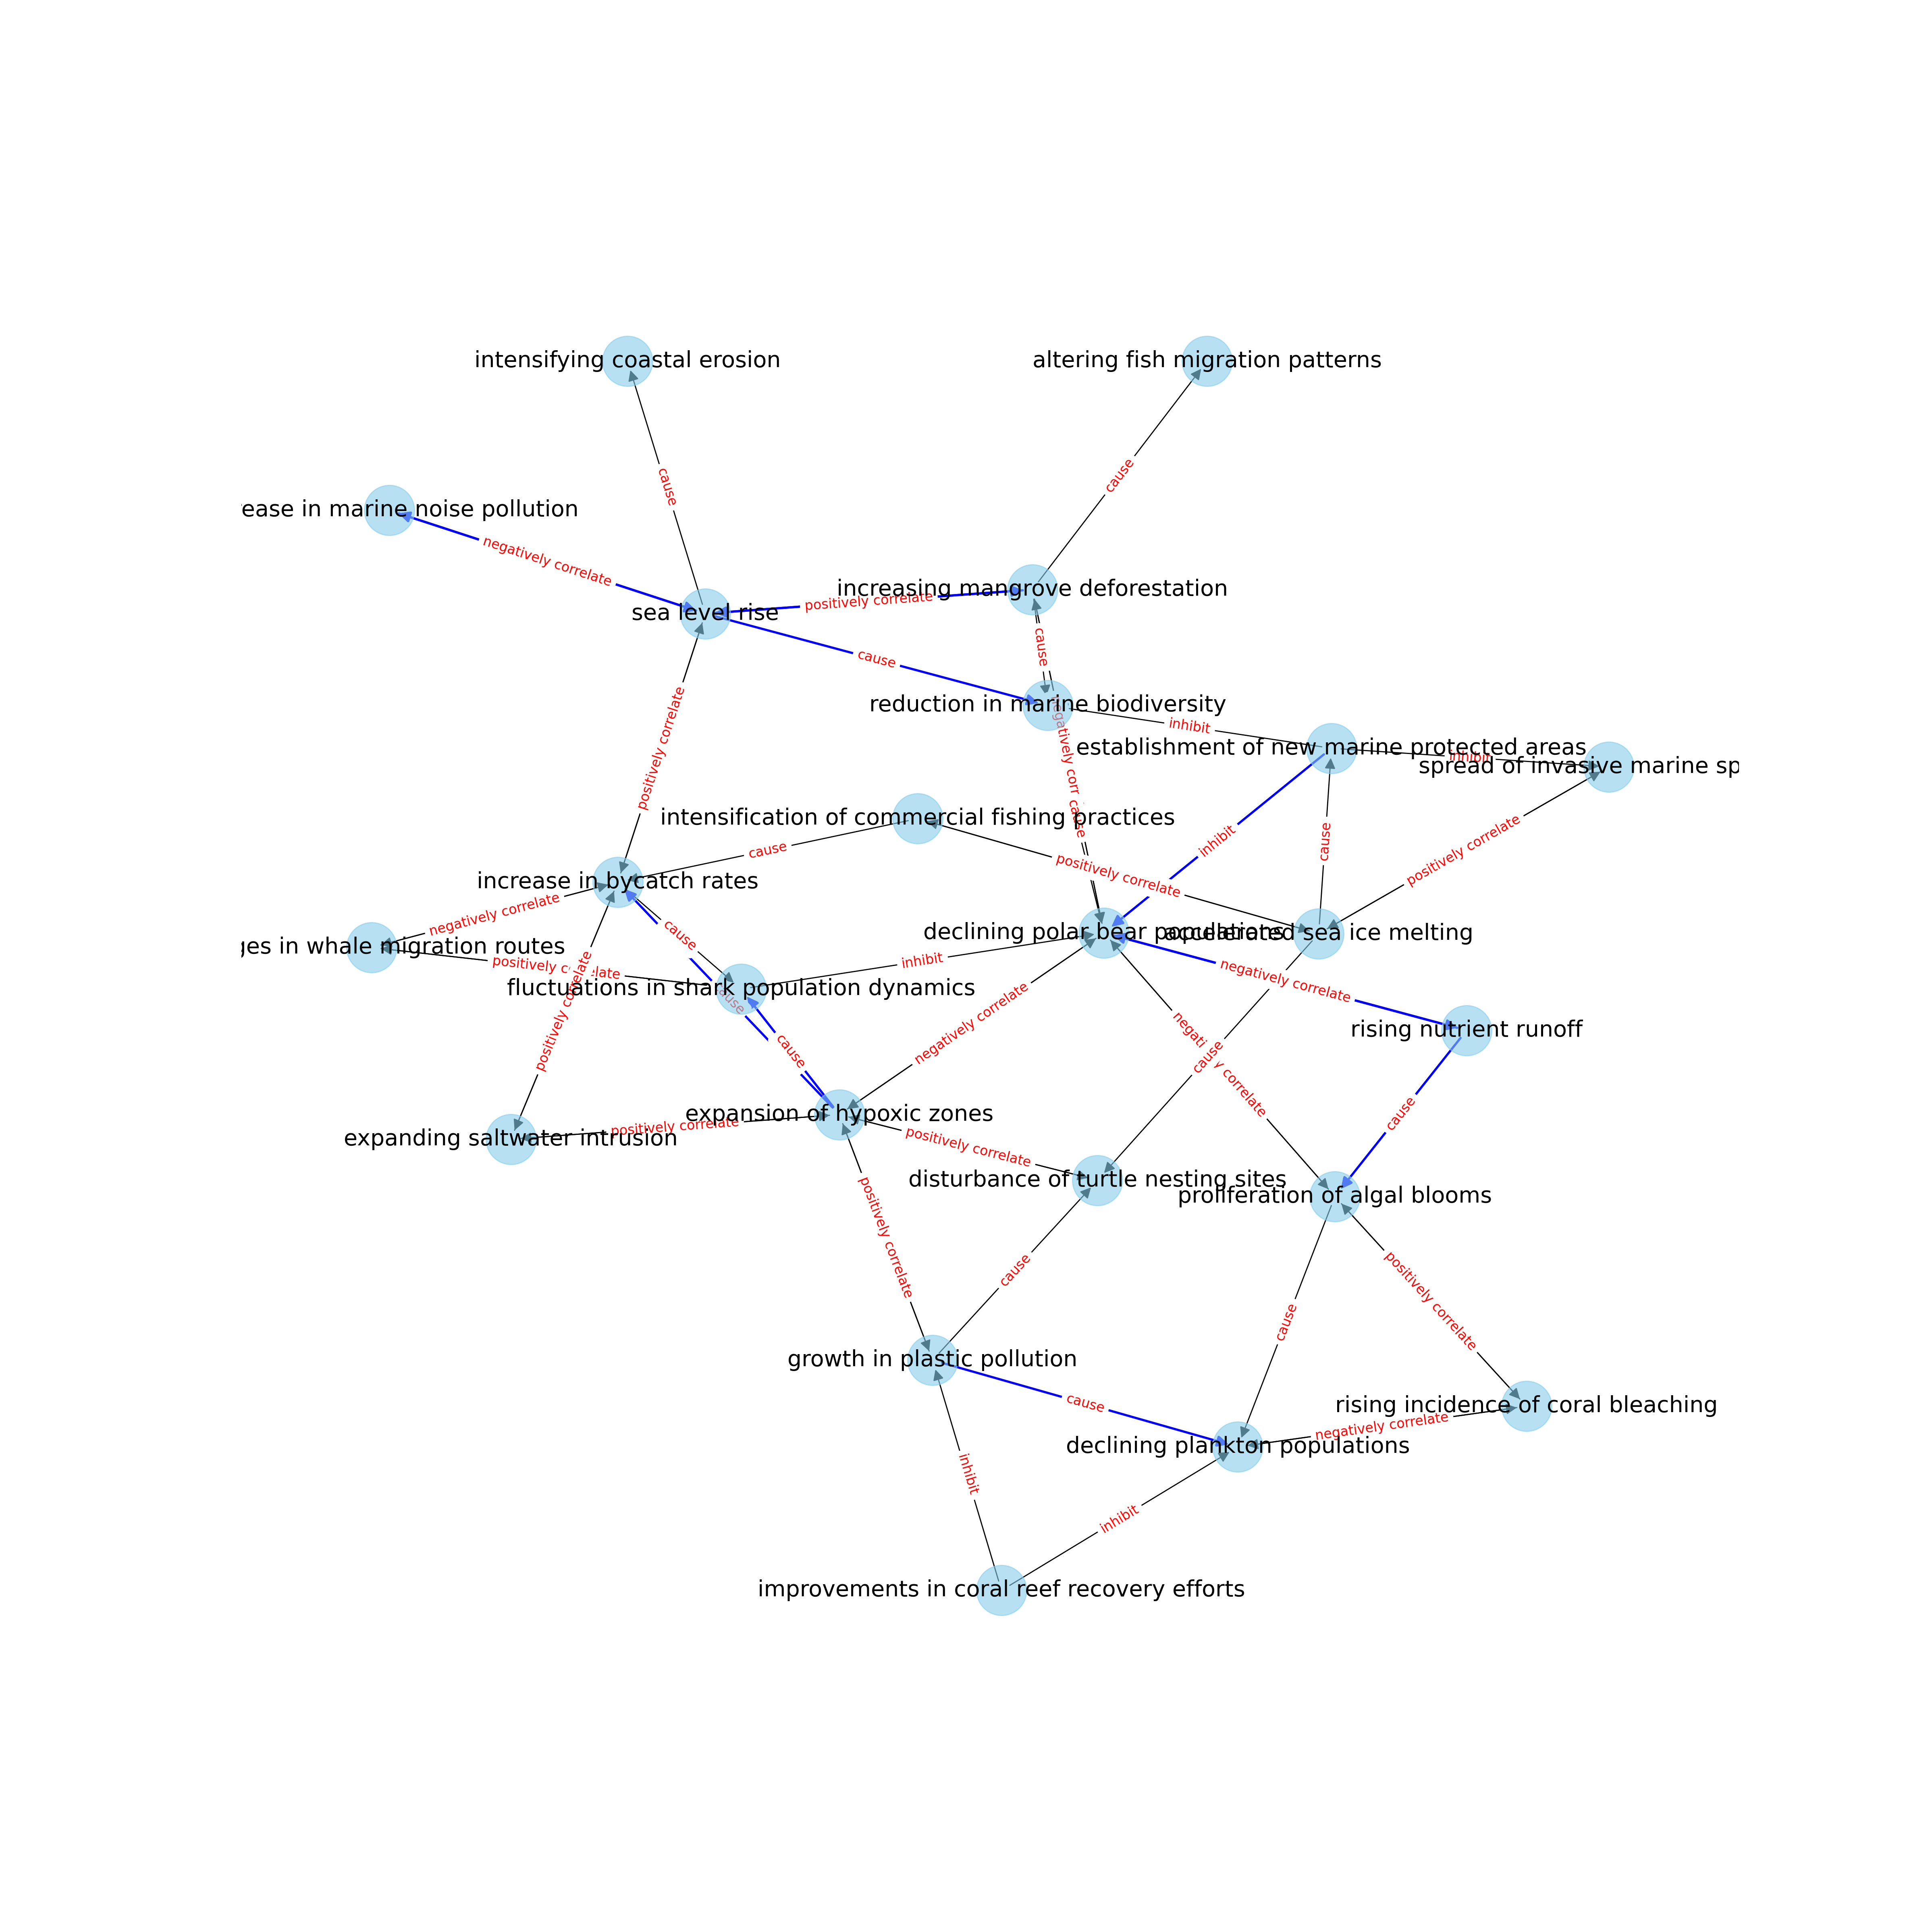 intensifying coastal erosion
altering fish migration patterns
cause
cause
ease in marine noise pollution
negatively correlate
increasing mangrove deforestation
positively correlate
sea level rise
cause
cause
reduction in marine biodiversity
inhibit
establishment of new marine protected areas
inhibit
spread of invasive marine sp
positively correlate
negatively corr
cause
intensification of commercial fishing practices
inhibit
cause
positively correlate
cause
positively correlate
increase in bycatch rates
negatively correlate
cause
declining polar bear populations
accelerated sea ice melting
ges in whale migration routes
positively co
late
inhibit
negatively correlate
fluctuations in shark population dynamics
positively correlate
negatively correlate
negati
y correlate
rising nutrient runoff
cause
cause
cause
expansion of hypoxic zones
positively correlate
expanding saltwater intrusion
positively correlate
disturbance of turtle nesting sites
proliferation of algal blooms
positively correlate
cause
positively correlate
cause
growth in plastic pollution
cause
rising incidence of coral bleaching
negatively correlate
declining plankton populations
inhibit
inhibit
improvements in coral reef recovery efforts